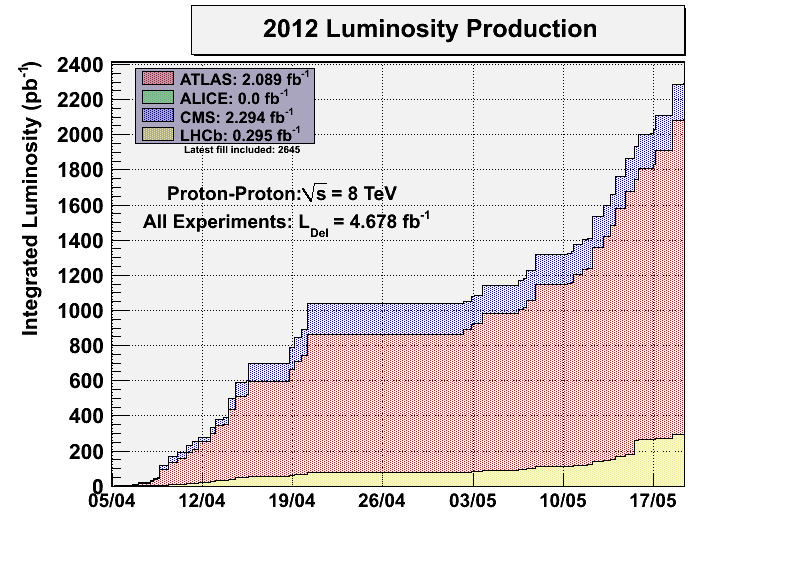 2012 Luminosity Production
Integrated Luminosity (pb⁻¹)
2400
2200
2000
1800
1600
1400
1200
1000
800
600
400
200
0
ATLAS: 2.089 fb⁻¹
ALICE: 0.0 fb⁻¹
CMS: 2.294 fb⁻¹
LHCb: 0.295 fb⁻¹
Latest fill included: 2645
Proton-Proton:√s = 8 TeV
All Experiments: L_Del = 4.678 fb⁻¹
05/04 12/04 19/04 26/04 03/05 10/05 17/05